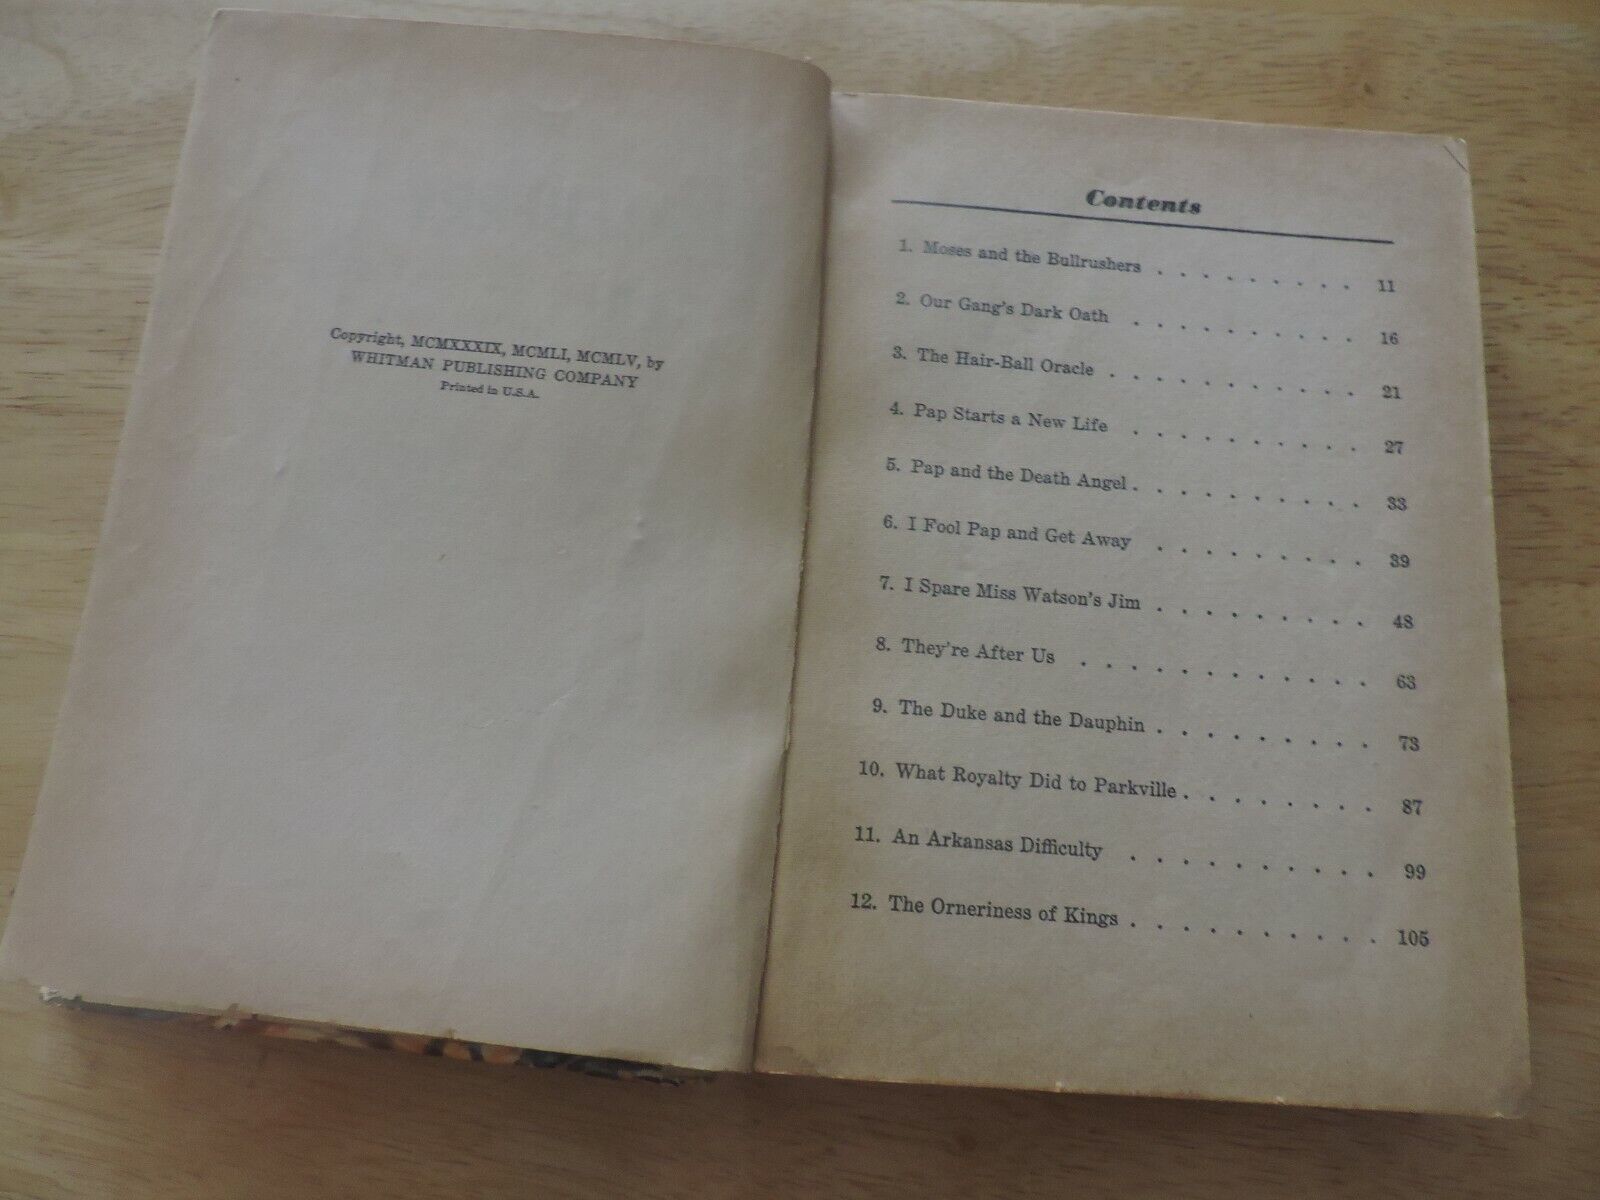 Copyright, MCMXXXIX, MCMLI, MCMLV, by
WHITMAN PUBLISHING COMPANY
Printed in U.S.A.
Contents
1. Moses and the Bullrushers . . . . . . . . . 11
2. Our Gang's Dark Oath . . . . . . . . . 16
3. The Hair-Ball Oracle . . . . . . . . . . 21
4. Pap Starts a New Life . . . . . . . . . 27
5. Pap and the Death Angel . . . . . . . . . . 33
6. I Fool Pap and Get Away . . . . . . . . . 39
7. I Spare Miss Watson's Jim . . . . . . . . . 48
8. They're After Us . . . . . . . . . . . . 63
9. The Duke and the Dauphin . . . . . . . . . 73
10. What Royalty Did to Parkville . . . . . . . . 87
11. An Arkansas Difficulty . . . . . . . . . . 99
12. The Orneriness of Kings . . . . . . . . . . 105